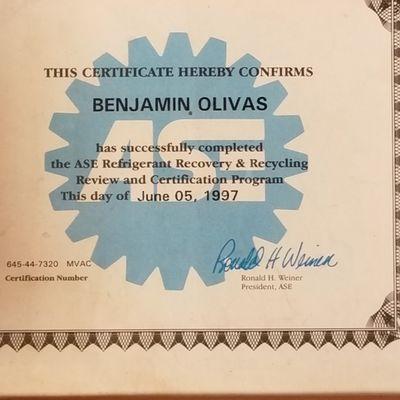 THIS CERTIFICATE HEREBY CONFIRMS
BENJAMIN OLIVAS
ASE
has successfully completed
the ASE Refrigerant Recovery & Recycling
Review and Certification Program
This day of June 05, 1997
645-44-7320 MVAC
Certification Number
Ronald H Weiner
Ronald H. Weiner
President, ASE